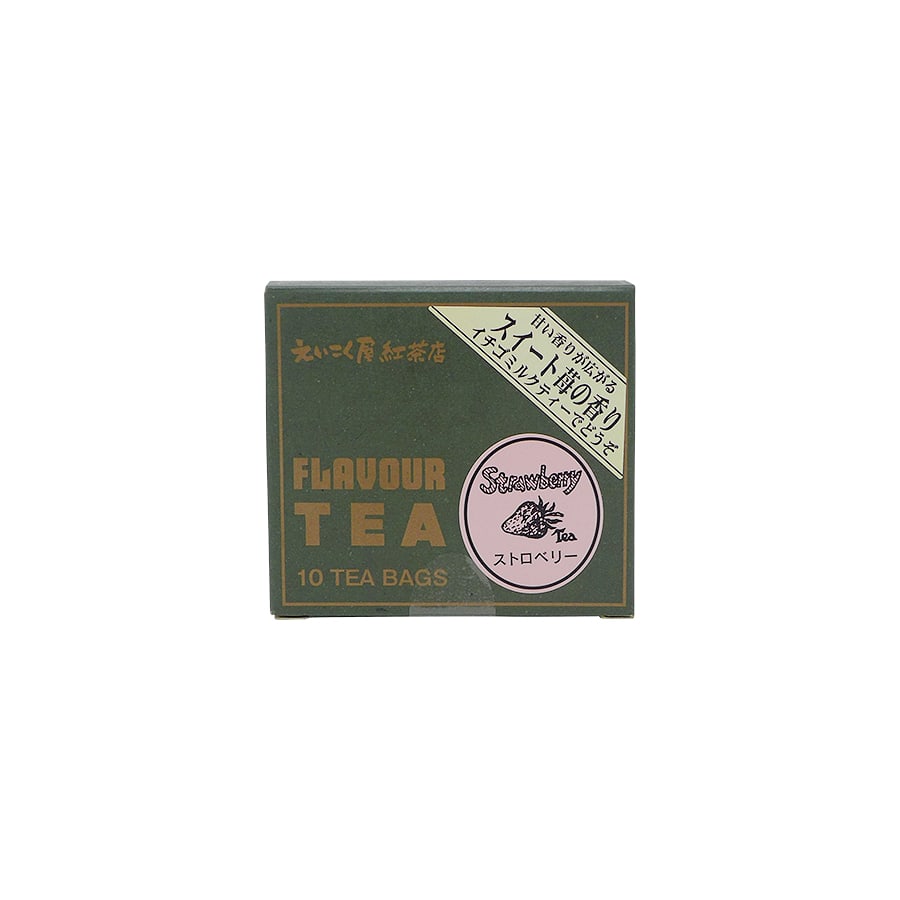 えいこく屋 紅茶店
甘い香りが広がる
スイート苺の香り
イチゴミルクティーでどうぞ
FLAVOUR
TEA
10 TEA BAGS
Strawberry
Tea
ストロベリー